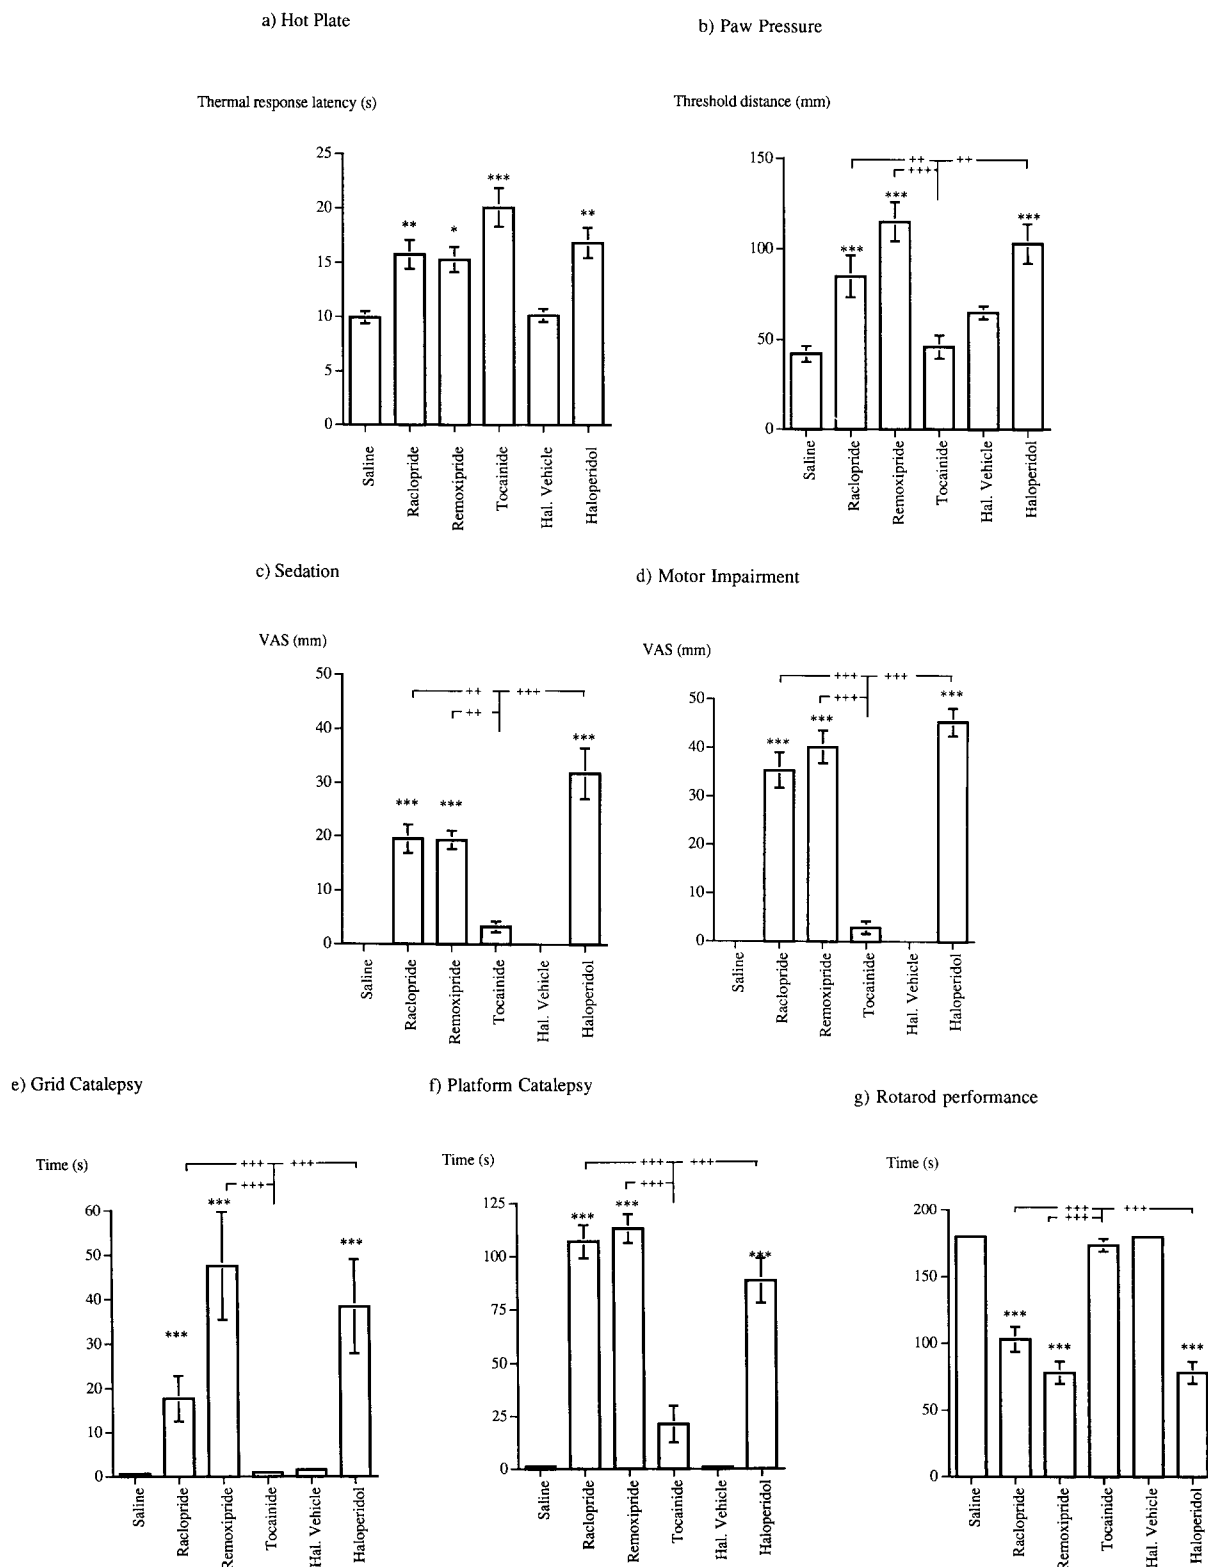 a) Hot Plate
Thermal response latency (s)
25
20
15
10
5
0
**
*
***
**
Saline
Raclopride
Remoxipride
Tocainide
Hal. Vehicle
Haloperidol
b) Paw Pressure
Threshold distance (mm)
150
100
50
0
++ ++
+++
***
***
***
Saline
Raclopride
Remoxipride
Tocainide
Hal. Vehicle
Haloperidol
c) Sedation
VAS (mm)
50
40
30
20
10
0
++ +++
++
***
***
***
Saline
Raclopride
Remoxipride
Tocainide
Hal. Vehicle
Haloperidol
d) Motor Impairment
VAS (mm)
50
40
30
20
10
0
+++ +++
+++
***
***
***
Saline
Raclopride
Remoxipride
Tocainide
Hal. Vehicle
Haloperidol
e) Grid Catalepsy
Time (s)
60
50
40
30
20
10
0
+++ +++
+++
***
***
***
Saline
Raclopride
Remoxipride
Tocainide
Hal. Vehicle
Haloperidol
f) Platform Catalepsy
Time (s)
125
100
75
50
25
0
+++ +++
+++
***
***
***
Saline
Raclopride
Remoxipride
Tocainide
Hal. Vehicle
Haloperidol
g) Rotarod performance
Time (s)
200
150
100
50
0
+++ +++
+++
***
***
***
Saline
Raclopride
Remoxipride
Tocainide
Hal. Vehicle
Haloperidol